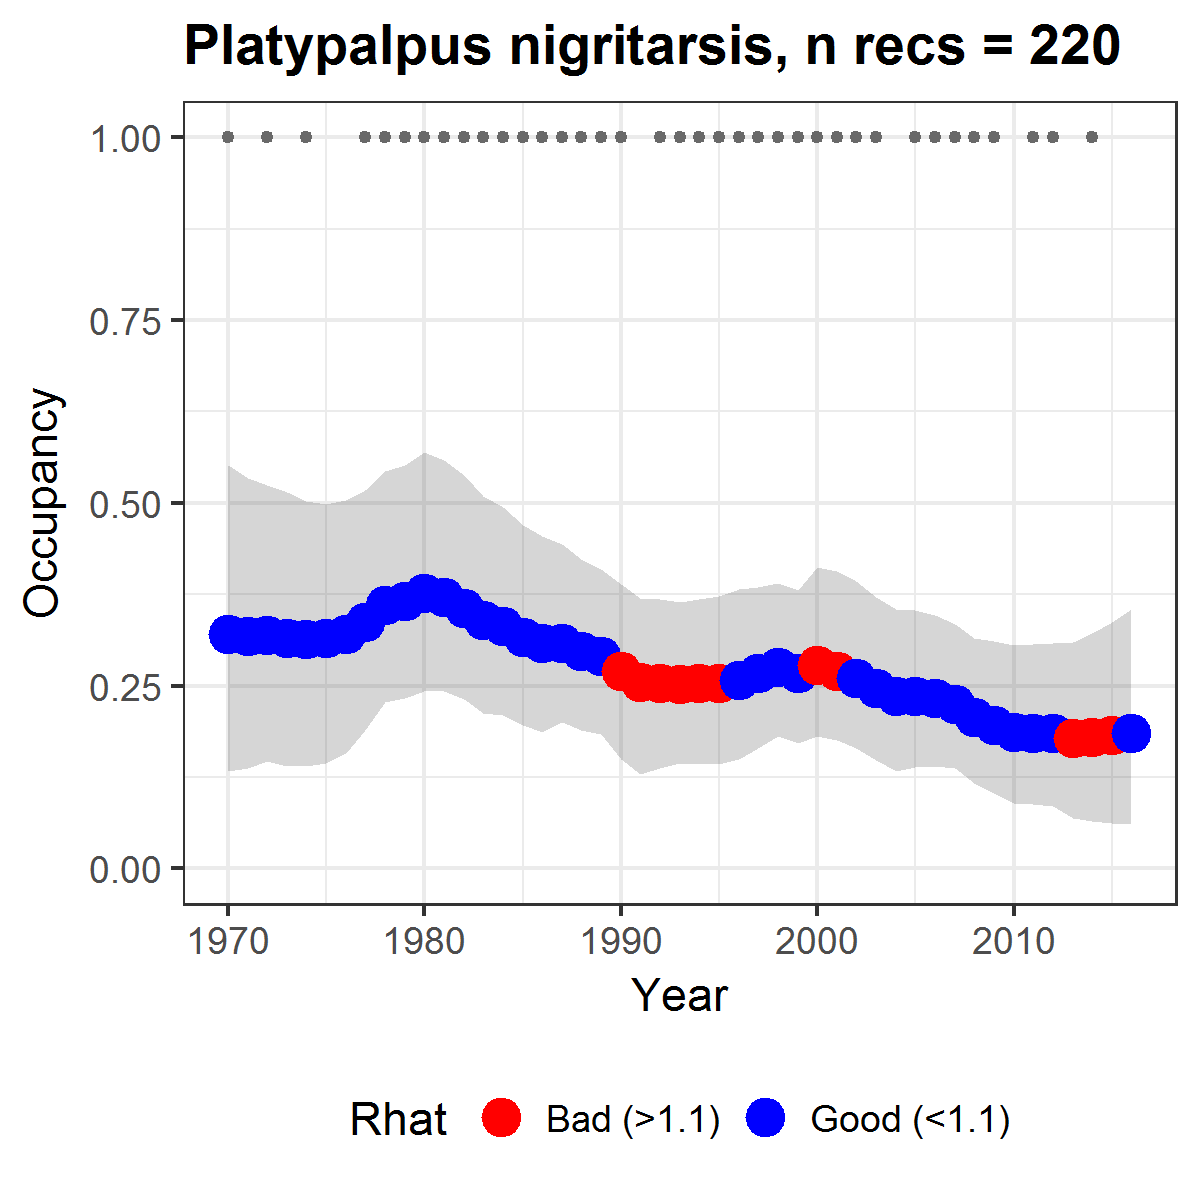 Platypalpus nigritarsis, n recs = 220
1.00
0.75
0.50
0.25
0.00
Occupancy
1970 1980 1990 2000 2010
Year
Rhat Bad (>1.1) Good (<1.1)